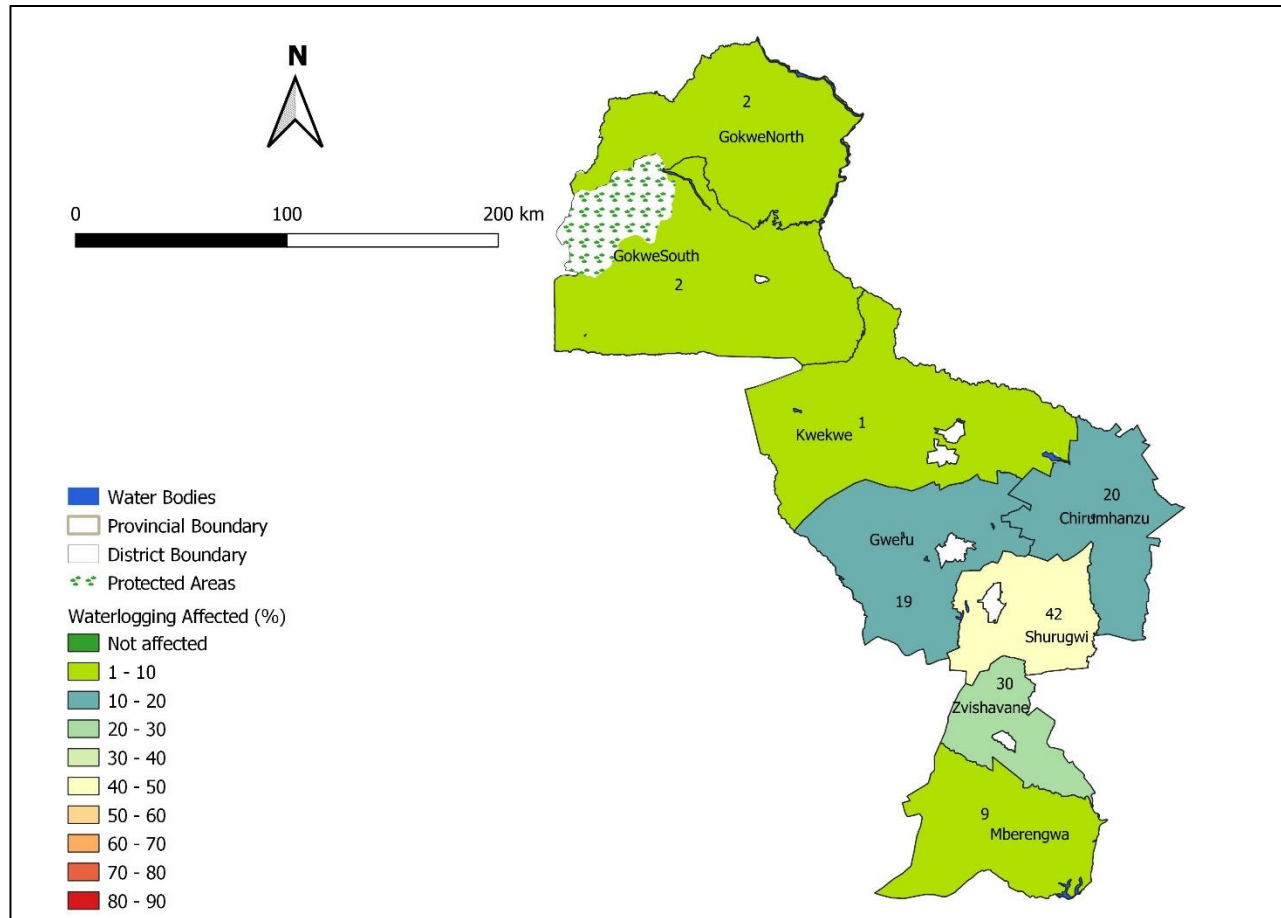 N
0 100 200 km
2
GokweNorth
GokweSouth
2
1
Kwekwe
20
Chirumhanzu
Gweru
19
42
Shurugwi
30
Zvishavane
9
Mberengwa
Water Bodies
Provincial Boundary
District Boundary
Protected Areas
Waterlogging Affected (%)
Not affected
1 - 10
10 - 20
20 - 30
30 - 40
40 - 50
50 - 60
60 - 70
70 - 80
80 - 90